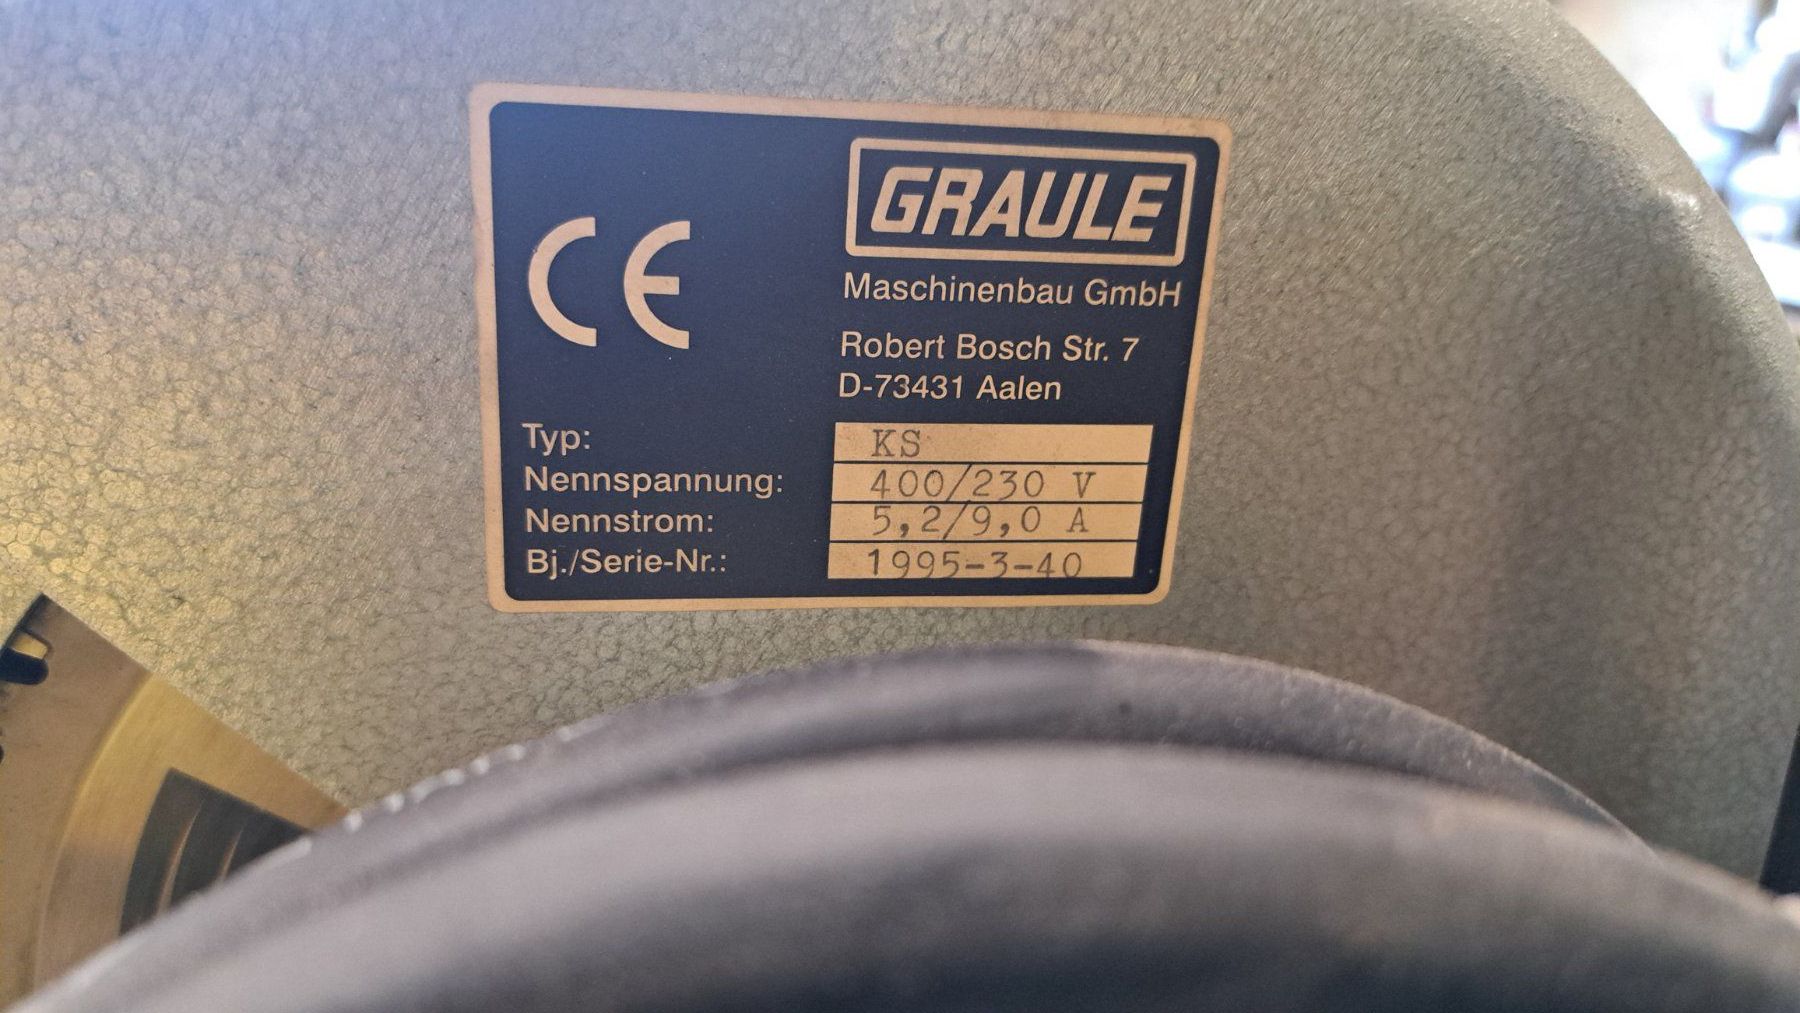 CE
GRAULE
Maschinenbau GmbH
Robert Bosch Str. 7
D-73431 Aalen
Typ: KS
Nennspannung: 400/230 V
Nennstrom: 5,2/9,0 A
Bj./Serie-Nr.: 1995-3-40